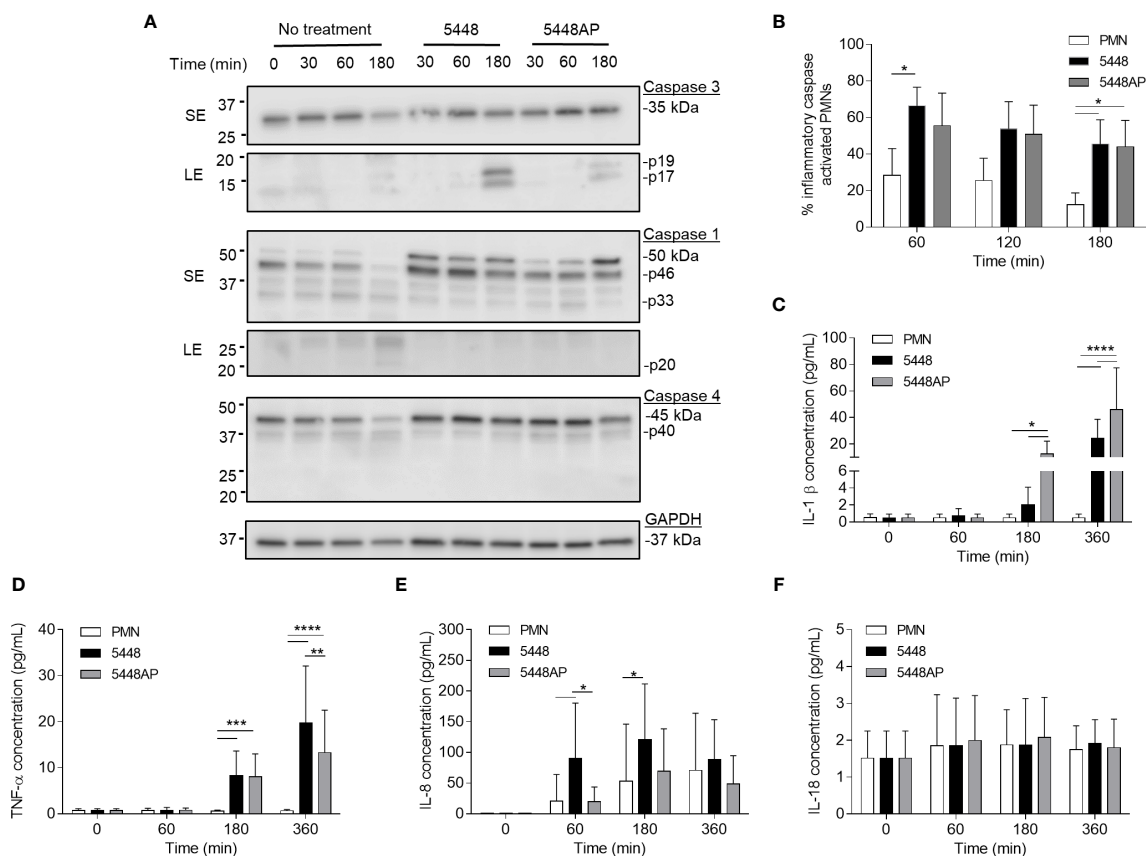 A
No treatment 5448 5448AP
Time (min) 0 30 60 180 30 60 180 30 60 180
Caspase 3
SE 37 -35 kDa
25
LE 20 -p19
15 -p17
Caspase 1
SE 50 -50 kDa
-p46
37
-p33
LE 25
20 -p20
Caspase 4
50 -45 kDa
37 -p40
25
20
GAPDH
37 -37 kDa
B
PMN
5448
5448AP
% inflammatory caspase
activated PMNs
100
80
60
40
20
0
* *
60 120 180
Time (min)
C
PMN
5448
5448AP
IL-1 β concentration (pg/mL)
100
80
60
40
20
6
4
2
0
* ****
0 60 180 360
Time (min)
D
PMN
5448
5448AP
TNF-α concentration (pg/mL)
40
30
20
10
0
*** **** **
0 60 180 360
Time (min)
E
PMN
5448
5448AP
IL-8 concentration (pg/mL)
300
250
200
150
100
50
0
* *
0 60 180 360
Time (min)
F
PMN
5448
5448AP
IL-18 concentration (pg/mL)
5
4
3
2
1
0
0 60 180 360
Time (min)